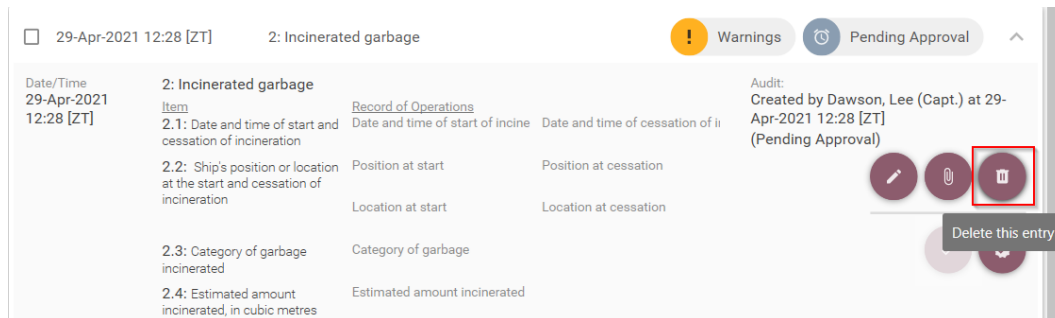 29-Apr-2021 12:28 [ZT] 2: Incinerated garbage ! Warnings Pending Approval
Date/Time
29-Apr-2021
12:28 [ZT]
2: Incinerated garbage
Item Record of Operations
2.1: Date and time of start and Date and time of start of incine Date and time of cessation of in
cessation of incineration
2.2: Ship's position or location Position at start Position at cessation
at the start and cessation of
incineration
Location at start Location at cessation
2.3: Category of garbage Category of garbage
incinerated
2.4: Estimated amount Estimated amount incinerated
incinerated, in cubic metres
Audit:
Created by Dawson, Lee (Capt.) at 29-
Apr-2021 12:28 [ZT]
(Pending Approval)
Delete this entry